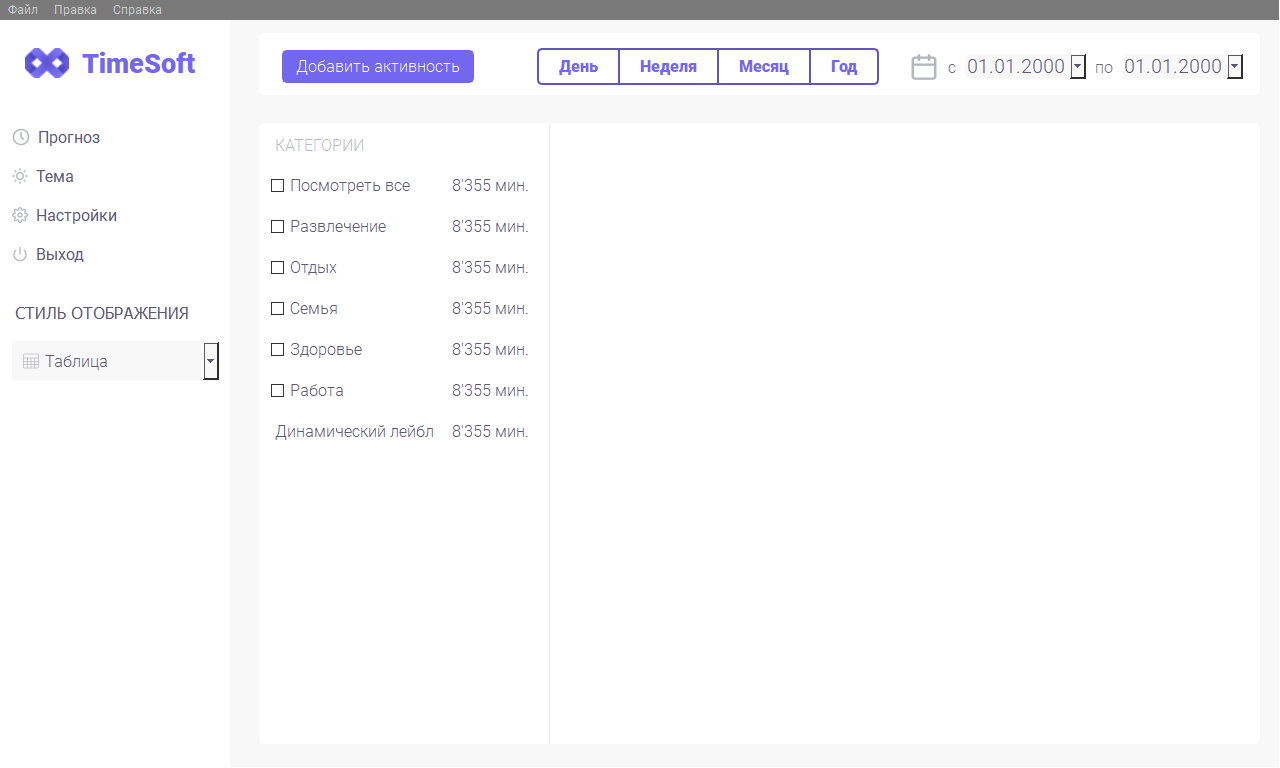 Файл Правка Справка
TimeSoft
Добавить активность День Неделя Месяц Год с 01.01.2000 по 01.01.2000
Прогноз
Тема
Настройки
Выход
СТИЛЬ ОТОБРАЖЕНИЯ
Таблица
КАТЕГОРИИ
Посмотреть все 8'355 мин.
Развлечение 8'355 мин.
Отдых 8'355 мин.
Семья 8'355 мин.
Здоровье 8'355 мин.
Работа 8'355 мин.
Динамический лейбл 8'355 мин.